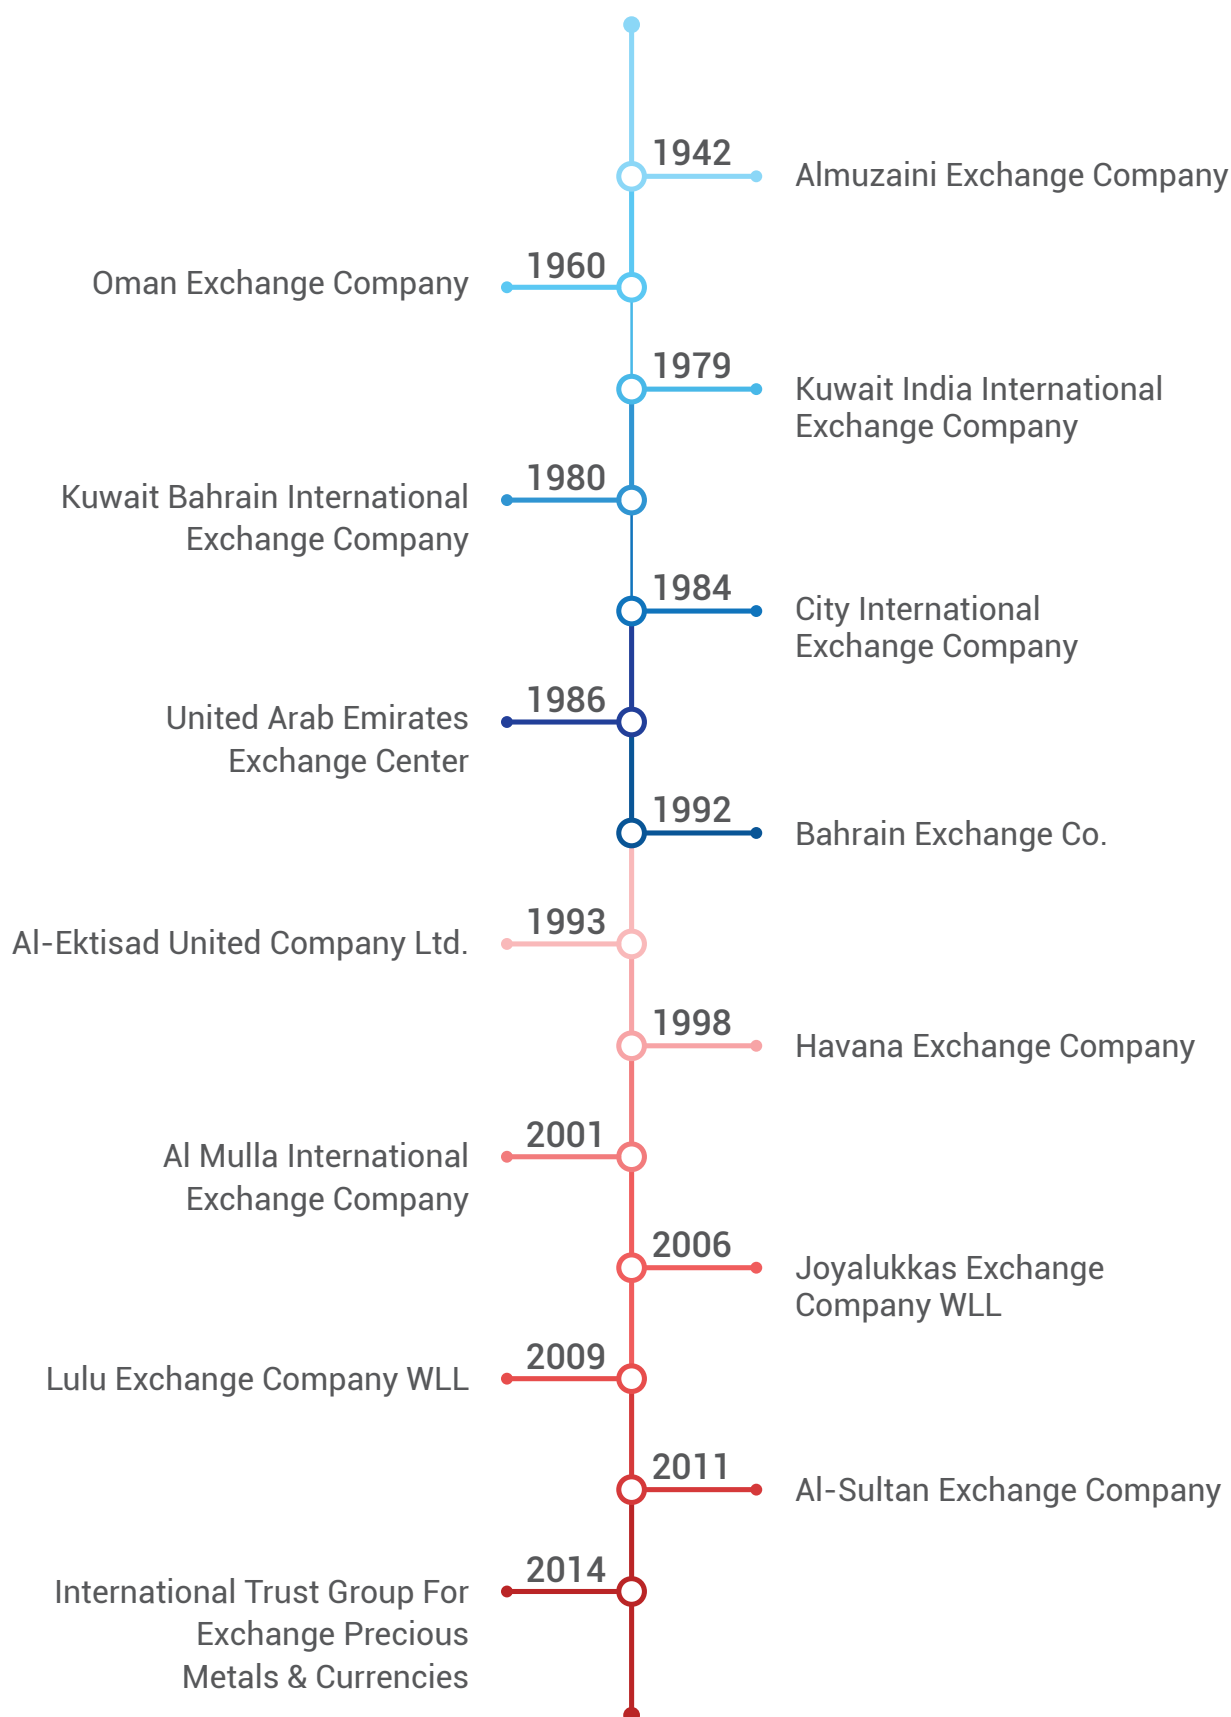 1942
Almuzaini Exchange Company
1960
Oman Exchange Company
1979
Kuwait India International
Exchange Company
1980
Kuwait Bahrain International
Exchange Company
1984
City International
Exchange Company
1986
United Arab Emirates
Exchange Center
1992
Bahrain Exchange Co.
1993
Al-Ektisad United Company Ltd.
1998
Havana Exchange Company
2001
Al Mulla International
Exchange Company
2006
Joyalukkas Exchange
Company WLL
2009
Lulu Exchange Company WLL
2011
Al-Sultan Exchange Company
2014
International Trust Group For
Exchange Precious
Metals & Currencies